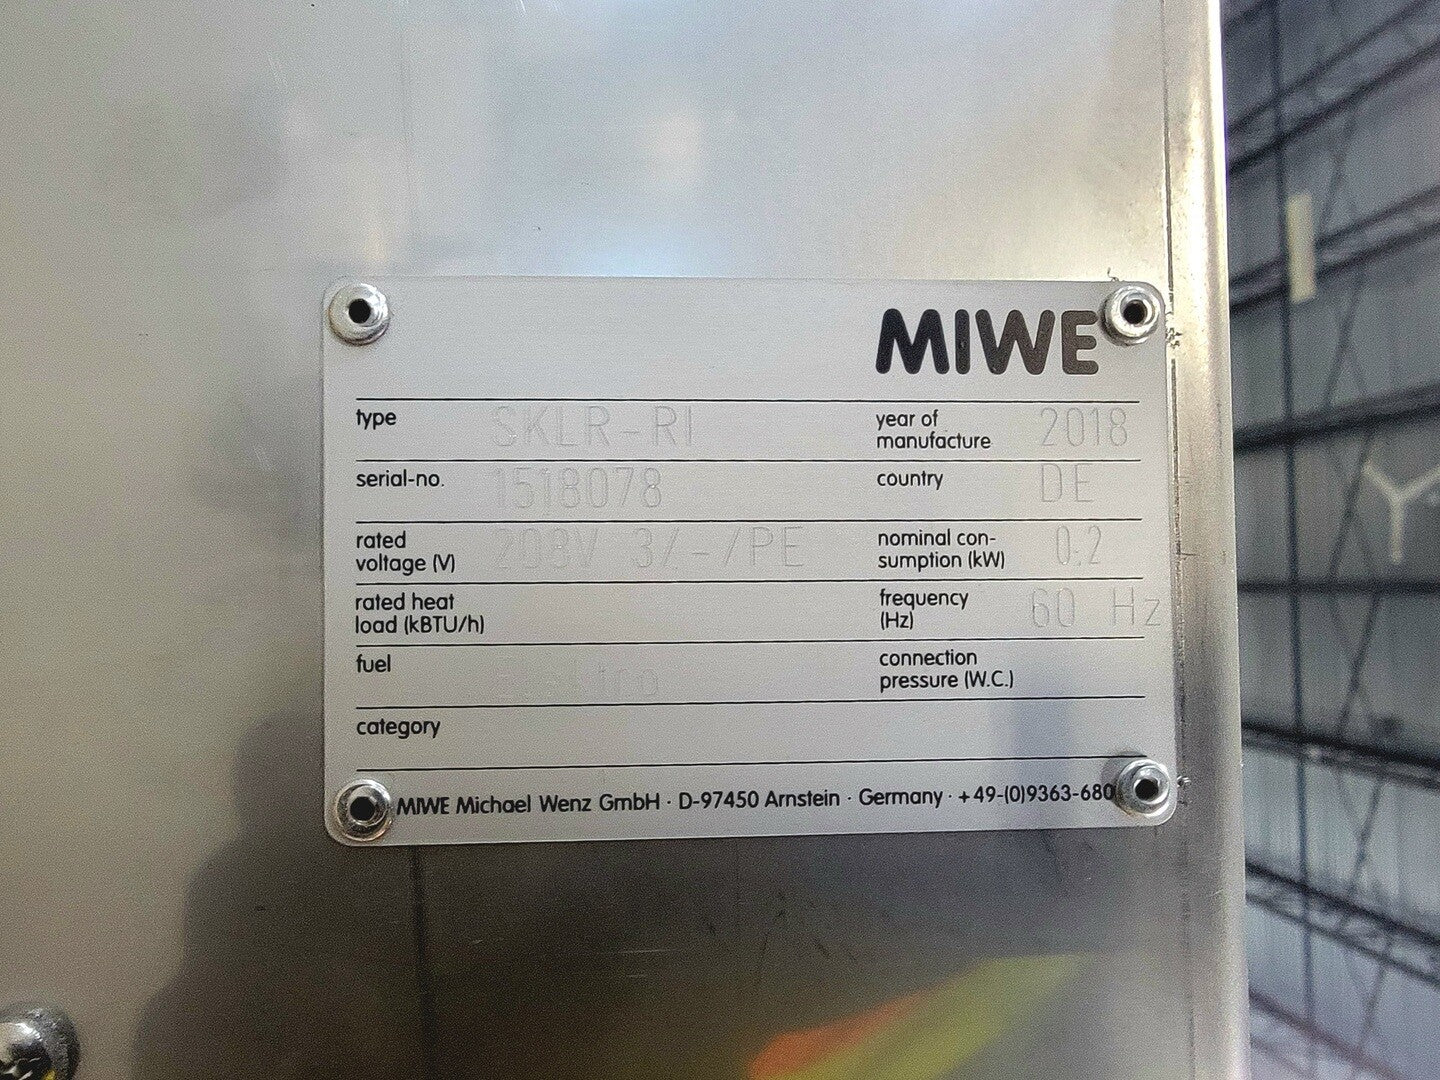 MIWE
type SKLR-RI year of manufacture 2018
serial-no. 1518078 country DE
rated voltage (V) 208V 3/-/PE nominal con-sumption (kW) 0.2
rated heat load (kBTU/h) frequency (Hz) 60 Hz
fuel connection pressure (W.C.)
category
MIWE Michael Wenz GmbH · D-97450 Arnstein · Germany · +49-(0)9363-680